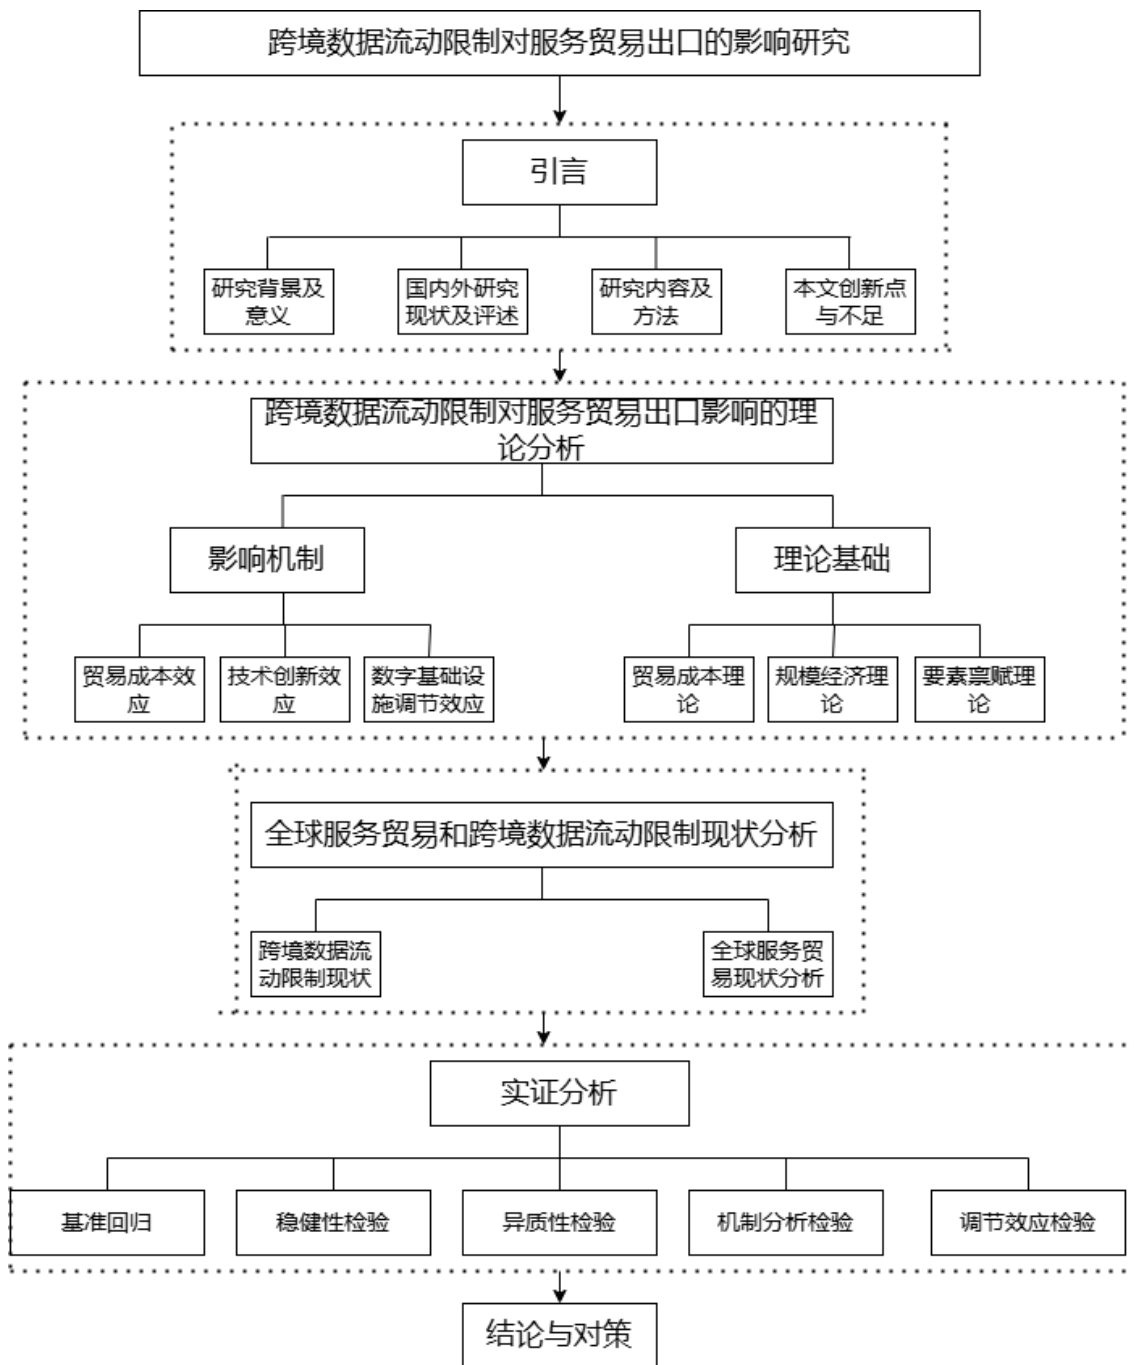 跨境数据流动限制对服务贸易出口的影响研究
引言
研究背景及
意义
国内外研究
现状及评述
研究内容及
方法
本文创新点
与不足
跨境数据流动限制对服务贸易出口影响的理
论分析
影响机制
理论基础
贸易成本效
应
技术创新效
应
数字基础设
施调节效应
贸易成本理
论
规模经济理
论
要素禀赋理
论
全球服务贸易和跨境数据流动限制现状分析
跨境数据流
动限制现状
全球服务贸
易现状分析
实证分析
基准回归
稳健性检验
异质性检验
机制分析检验
调节效应检验
结论与对策